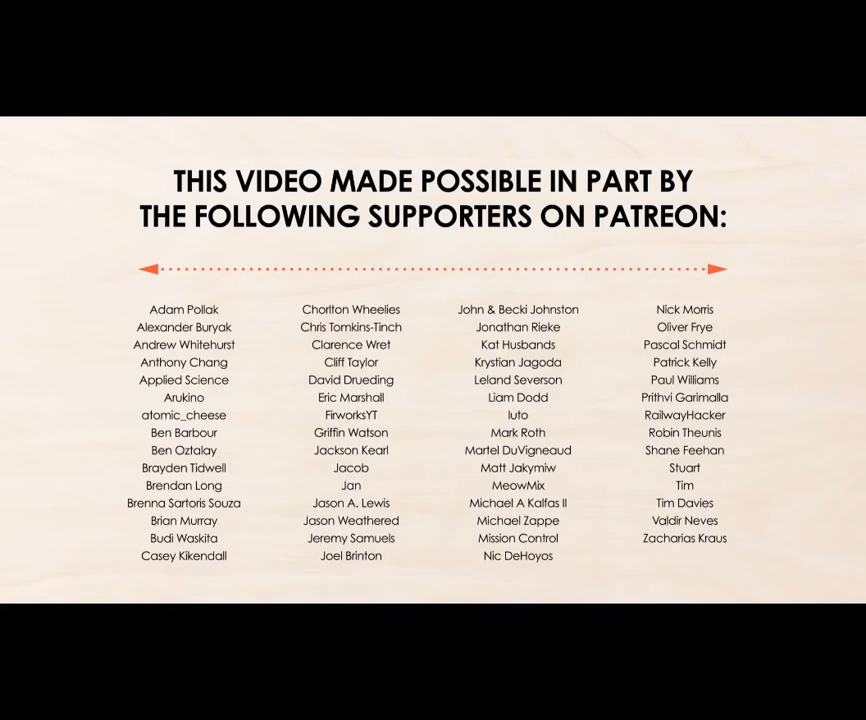 THIS VIDEO MADE POSSIBLE IN PART BY
THE FOLLOWING SUPPORTERS ON PATREON:
Adam Pollak
Alexander Buryak
Andrew Whitehurst
Anthony Chang
Applied Science
Arukino
atomic_cheese
Ben Barbour
Ben Oztalay
Brayden Tidwell
Brendan Long
Brenna Sartoris Souza
Brian Murray
Budi Waskita
Casey Kikendall
Chorlton Wheelies
Chris Tomkins-Tinch
Clarence Wret
Cliff Taylor
David Drueding
Eric Marshall
FirworksYT
Griffin Watson
Jackson Kearl
Jacob
Jan
Jason A. Lewis
Jason Weathered
Jeremy Samuels
Joel Brinton
John & Becki Johnston
Jonathan Rieke
Kat Husbands
Krystian Jagoda
Leland Severson
Liam Dodd
luto
Mark Roth
Martel DuVigneaud
Matt Jakymiw
MeowMix
Michael A Kalfas II
Michael Zappe
Mission Control
Nic DeHoyos
Nick Morris
Oliver Frye
Pascal Schmidt
Patrick Kelly
Paul Williams
Prithvi Garimalla
RailwayHacker
Robin Theunis
Shane Feehan
Stuart
Tim
Tim Davies
Valdir Neves
Zacharias Kraus